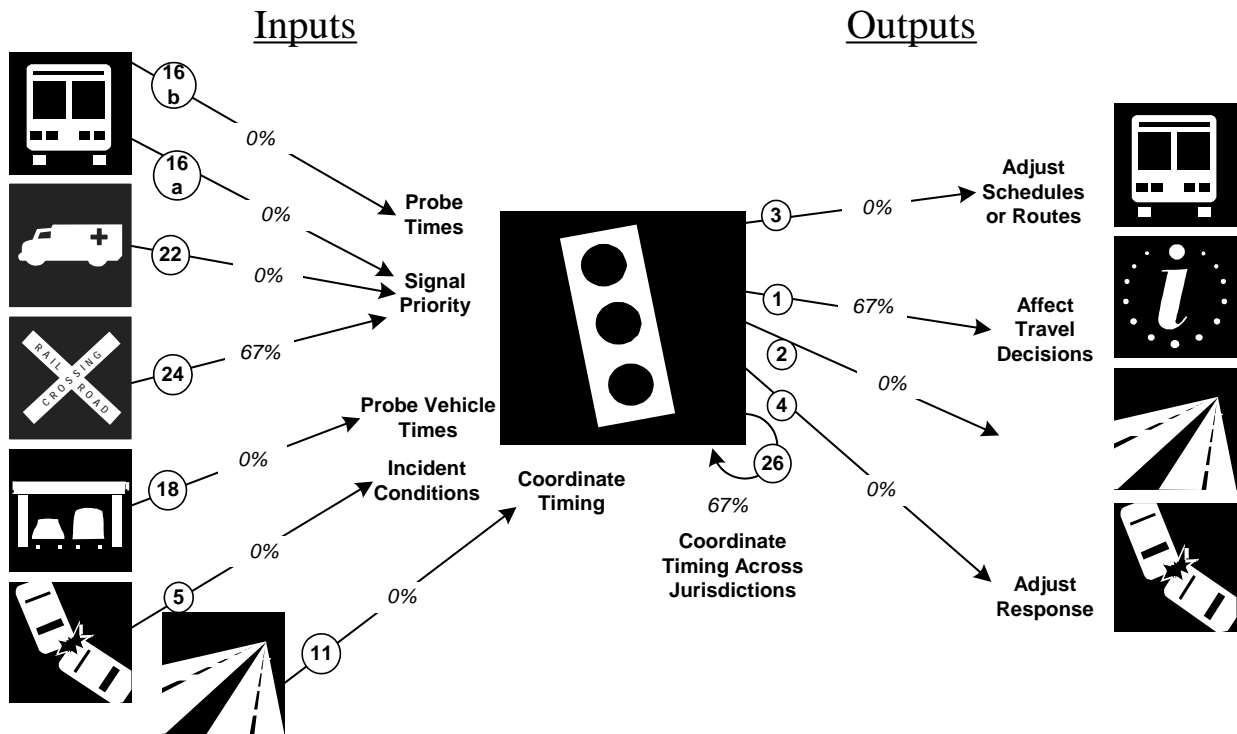 Inputs
Outputs
16
b
0%
16
a
0%
Probe
Times
22
0%
Signal
Priority
RAIL ROAD
CROSSING
24
67%
Probe Vehicle
Times
18
0%
Incident
Conditions
5
0%
11
0%
Coordinate
Timing
26
67%
Coordinate
Timing Across
Jurisdictions
3
0%
Adjust
Schedules
or Routes
1
67%
Affect
Travel
Decisions
i
2
0%
4
0%
Adjust
Response